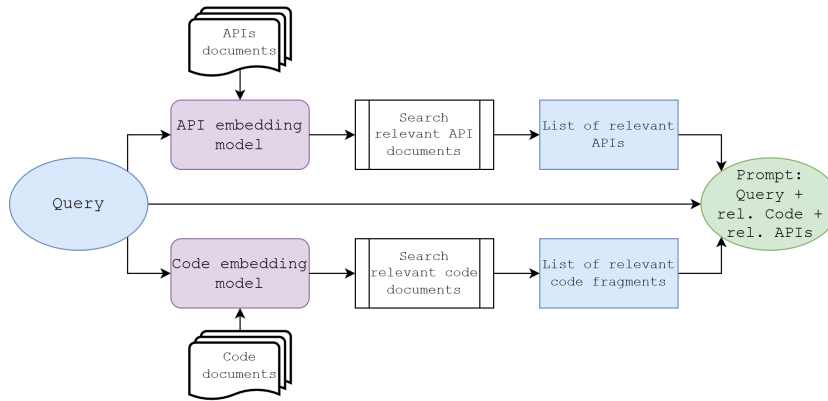 APIs
documents
API embedding
model
Search
relevant API
documents
List of relevant
APIs
Query
Prompt:
Query +
rel. Code +
rel. APIs
Code embedding
model
Search
relevant code
documents
List of relevant
code fragments
Code
documents